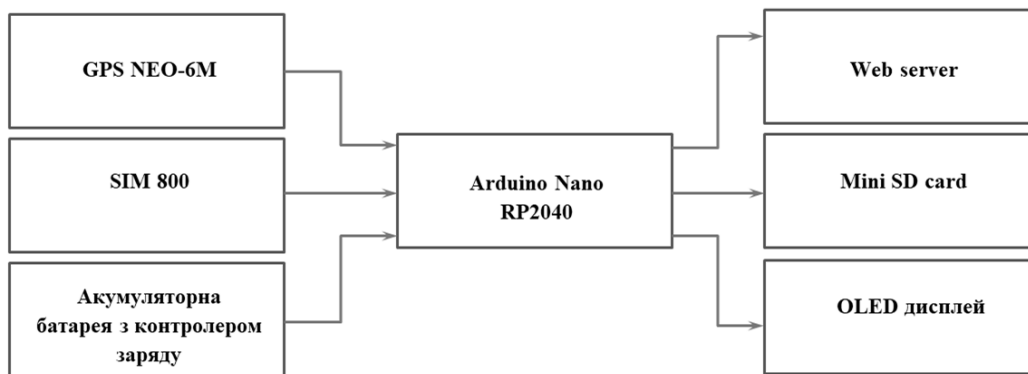 GPS NEO-6M
SIM 800
Акумуляторна
батарея з контролером
заряду
Arduino Nano
RP2040
Web server
Mini SD card
OLED дисплей